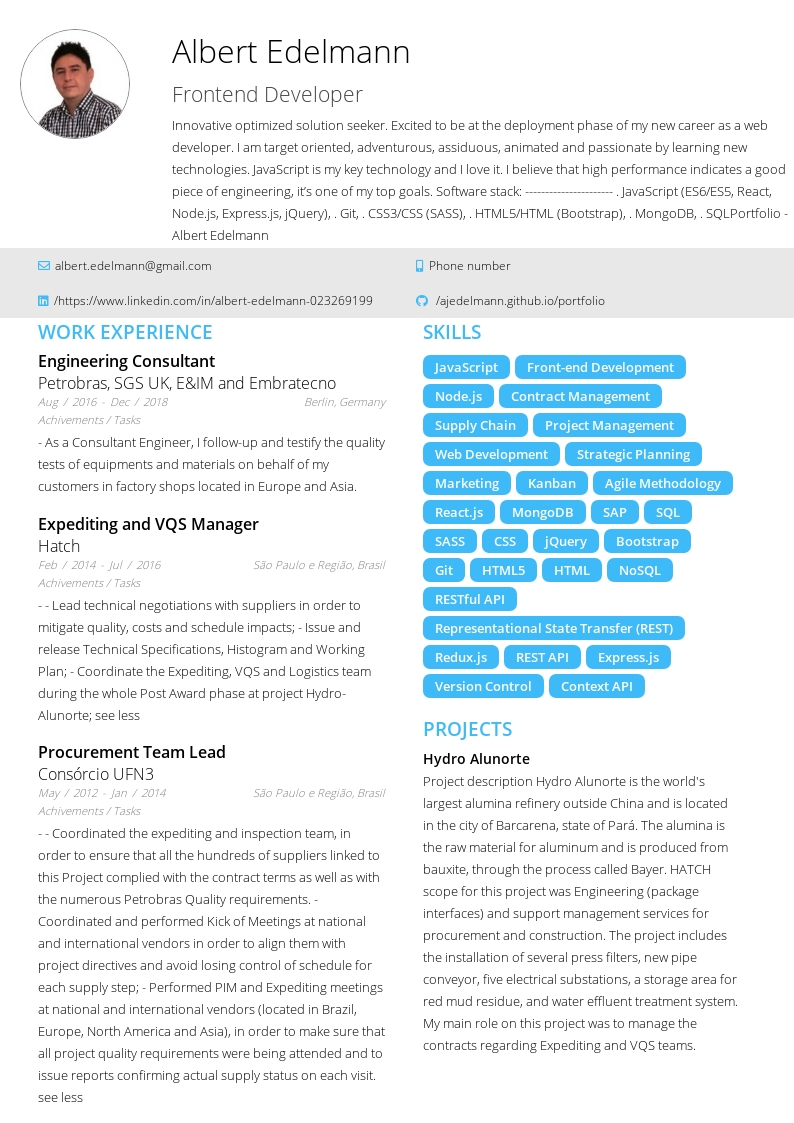 Albert Edelmann
Frontend Developer
Innovative optimized solution seeker. Excited to be at the deployment phase of my new career as a web
developer. I am target oriented, adventurous, assiduous, animated and passionate by learning new
technologies. JavaScript is my key technology and I love it. I believe that high performance indicates a good
piece of engineering, it’s one of my top goals. Software stack: ---------------------- . JavaScript (ES6/ES5, React,
Node.js, Express.js, jQuery), . Git, . CSS3/CSS (SASS), . HTML5/HTML (Bootstrap), . MongoDB, . SQLPortfolio -
Albert Edelmann
albert.edelmann@gmail.com
Phone number
/https://www.linkedin.com/in/albert-edelmann-023269199
/ajedelmann.github.io/portfolio
WORK EXPERIENCE
Engineering Consultant
Petrobras, SGS UK, E&IM and Embratecno
Aug / 2016 - Dec / 2018 Berlin, Germany
Achivements / Tasks
- As a Consultant Engineer, I follow-up and testify the quality
tests of equipments and materials on behalf of my
customers in factory shops located in Europe and Asia.
Expediting and VQS Manager
Hatch
Feb / 2014 - Jul / 2016 São Paulo e Região, Brasil
Achivements / Tasks
- - Lead technical negotiations with suppliers in order to
mitigate quality, costs and schedule impacts; - Issue and
release Technical Specifications, Histogram and Working
Plan; - Coordinate the Expediting, VQS and Logistics team
during the whole Post Award phase at project Hydro-
Alunorte; see less
Procurement Team Lead
Consórcio UFN3
May / 2012 - Jan / 2014 São Paulo e Região, Brasil
Achivements / Tasks
- - Coordinated the expediting and inspection team, in
order to ensure that all the hundreds of suppliers linked to
this Project complied with the contract terms as well as with
the numerous Petrobras Quality requirements. -
Coordinated and performed Kick of Meetings at national
and international vendors in order to align them with
project directives and avoid losing control of schedule for
each supply step; - Performed PIM and Expediting meetings
at national and international vendors (located in Brazil,
Europe, North America and Asia), in order to make sure that
all project quality requirements were being attended and to
issue reports confirming actual supply status on each visit.
see less
SKILLS
JavaScript Front-end Development
Node.js Contract Management
Supply Chain Project Management
Web Development Strategic Planning
Marketing Kanban Agile Methodology
React.js MongoDB SAP SQL
SASS CSS jQuery Bootstrap
Git HTML5 HTML NoSQL
RESTful API
Representational State Transfer (REST)
Redux.js REST API Express.js
Version Control Context API
PROJECTS
Hydro Alunorte
Project description Hydro Alunorte is the world's
largest alumina refinery outside China and is located
in the city of Barcarena, state of Pará. The alumina is
the raw material for aluminum and is produced from
bauxite, through the process called Bayer. HATCH
scope for this project was Engineering (package
interfaces) and support management services for
procurement and construction. The project includes
the installation of several press filters, new pipe
conveyor, five electrical substations, a storage area for
red mud residue, and water effluent treatment system.
My main role on this project was to manage the
contracts regarding Expediting and VQS teams.